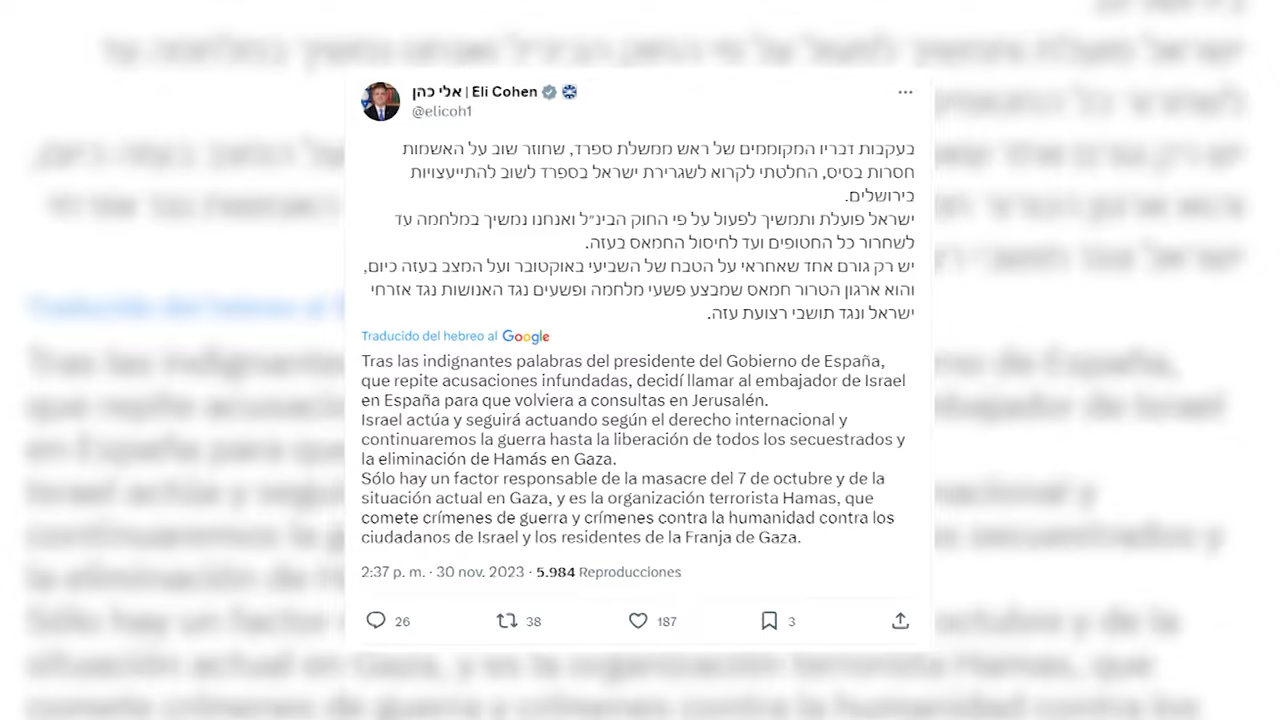 אלי כהן | Eli Cohen
@elicoh1
בעקבות דבריו המקוממים של ראש ממשלת ספרד, שחוזר שוב על האשמות
חסרות בסיס, החלטתי לקרוא לשגרירת ישראל בספרד לשוב להתייעצויות
בירושלים.
ישראל פועלת ותמשיך לפעול על פי החוק הבינ״ל ואנחנו נמשיך במלחמה עד
לשחרור כל החטופים ועד לחיסול החמאס בעזה.
יש רק גורם אחד שאחראי על הטבח של השביעי באוקטובר ועל המצב בעזה כיום,
והוא ארגון הטרור חמאס שמבצע פשעי מלחמה ופשעים נגד האנושות נגד אזרחי
ישראל ונגד תושבי רצועת עזה.
Traducido del hebreo al Google
Tras las indignantes palabras del presidente del Gobierno de España,
que repite acusaciones infundadas, decidí llamar al embajador de Israel
en España para que volviera a consultas en Jerusalén.
Israel actúa y seguirá actuando según el derecho internacional y
continuaremos la guerra hasta la liberación de todos los secuestrados y
la eliminación de Hamás en Gaza.
Sólo hay un factor responsable de la masacre del 7 de octubre y de la
situación actual en Gaza, y es la organización terrorista Hamas, que
comete crímenes de guerra y crímenes contra la humanidad contra los
ciudadanos de Israel y los residentes de la Franja de Gaza.
2:37 p. m. · 30 nov. 2023 · 5.984 Reproducciones
26 38 187 3